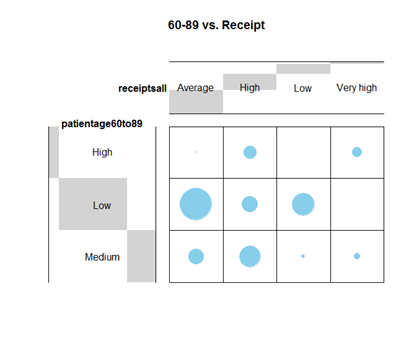 60-89 vs. Receipt
receiptsall Average High Low Very high
patientage60to89
High
Low
Medium